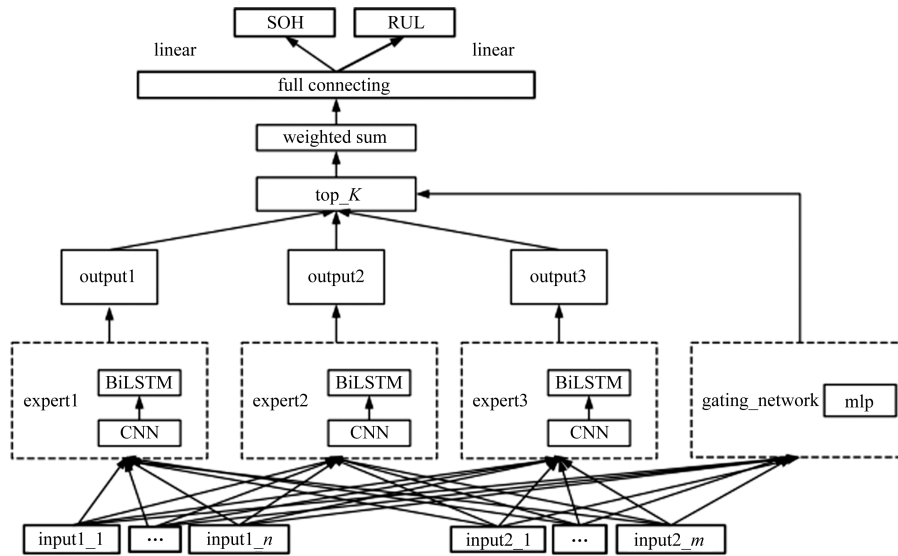 SOH RUL
linear linear
full connecting
weighted sum
top_K
output1 output2 output3
BiLSTM BiLSTM BiLSTM
expert1 expert2 expert3 gating_network mlp
CNN CNN CNN
input1_1 ... input1_n input2_1 ... input2_m